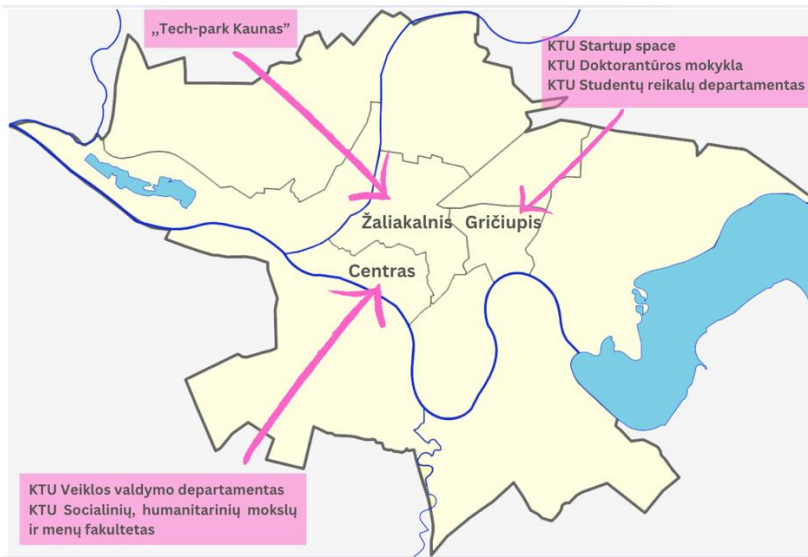 „Tech-park Kaunas”
KTU Startup space
KTU Doktorantūros mokykla
KTU Studentų reikalų departamentas
Žaliakalnis
Gričiupis
Centras
KTU Veiklos valdymo departamentas
KTU Socialinių, humanitarinių mokslų
ir menų fakultetas